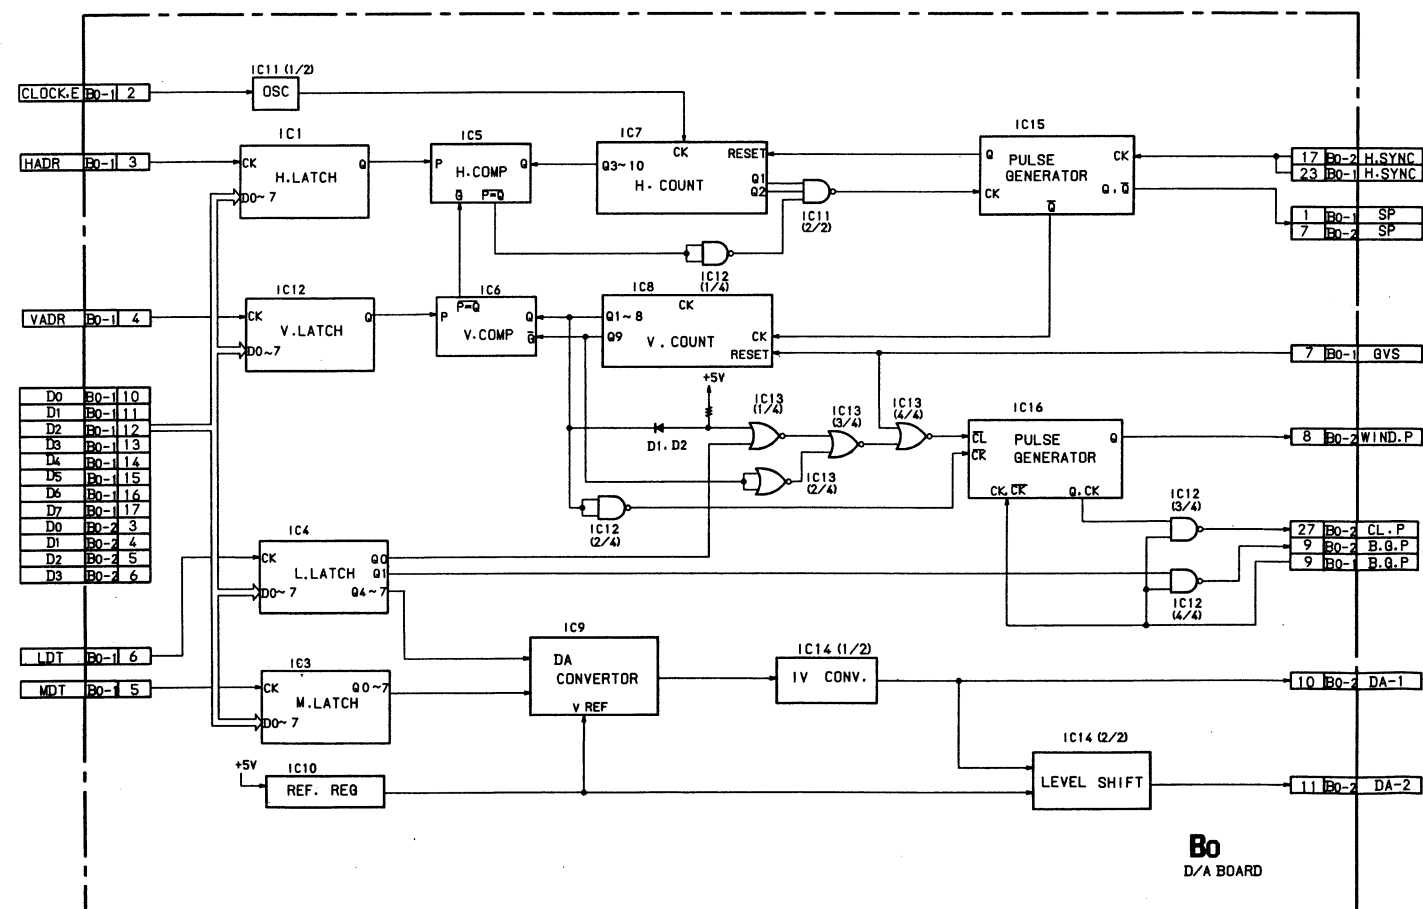 IC11 (1/2)
CLOCK.E B0-1 2
OSC
IC1
IC5
IC7
IC15
HADR B0-1 3
CK Q
H.LATCH
D0~7
P Q
H.COMP
G P=Q
CK
Q3~10 RESET
H.COUNT
Q1
Q2
IC11
(2/2)
Q CK
PULSE
GENERATOR
CK Q,Q
Q
17 B0-2 H.SYNC
23 B0-1 H.SYNC
1 B0-1 SP
7 B0-2 SP
IC12
(1/4)
IC12
IC6
IC8
VADR B0-1 4
CK Q
V.LATCH
D0~7
P=Q
P Q
V.COMP G
CK
Q1~8
Q9 CK
V.COUNT
RESET
7 B0-1 GVS
+5V
D0 B0-1 10
D1 B0-1 11
D2 B0-1 12
D3 B0-1 13
D4 B0-1 14
D5 B0-1 15
D6 B0-1 16
D7 B0-1 17
D0 B0-2 3
D1 B0-2 4
D2 B0-2 5
D3 B0-2 6
D1.D2
IC13
(1/4)
IC13
(3/4)
IC13
(4/4)
IC13
(2/4)
IC12
(2/4)
IC16
CL Q
CK
PULSE
GENERATOR
CK,CK Q,CK
8 B0-2 WIND.P
IC12
(3/4)
27 B0-2 CL.P
9 B0-2 B.G.P
9 B0-1 B.G.P
IC12
(4/4)
IC4
CK Q0
Q1
L.LATCH
D0~7 Q4~7
LDT B0-1 6
MDT B0-1 5
IC3
CK Q0~7
M.LATCH
D0~7
IC9
DA
CONVERTOR
V REF
IC14 (1/2)
IV CONV.
10 B0-2 DA-1
IC14 (2/2)
LEVEL SHIFT
11 B0-2 DA-2
+5V
IC10
REF. REG
B0
D/A BOARD